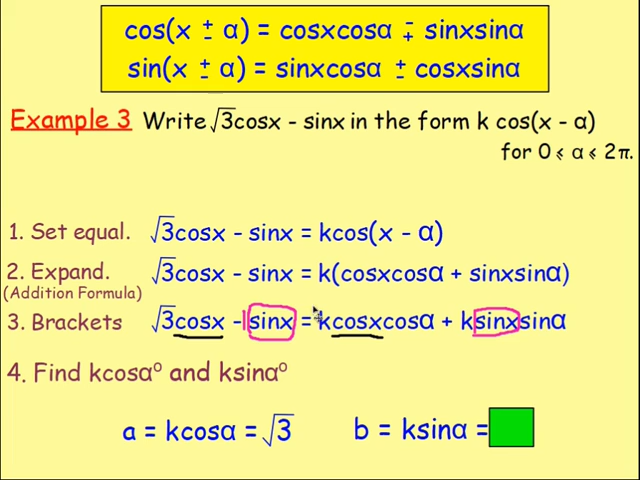 cos(x ± α) = cosxcosα ∓ sinxsinα
sin(x ± α) = sinxcosα ± cosxsinα
Example 3 Write √3cosx - sinx in the form k cos(x - α)
for 0 ≤ α ≤ 2π.
1. Set equal. √3cosx - sinx = kcos(x - α)
2. Expand. √3cosx - sinx = k(cosxcosα + sinxsinα)
(Addition Formula)
3. Brackets √3cosx -1sinx = kcosxcosα + ksinxsinα
4. Find kcosα° and ksinα°
a = kcosα = √3 b = ksinα =